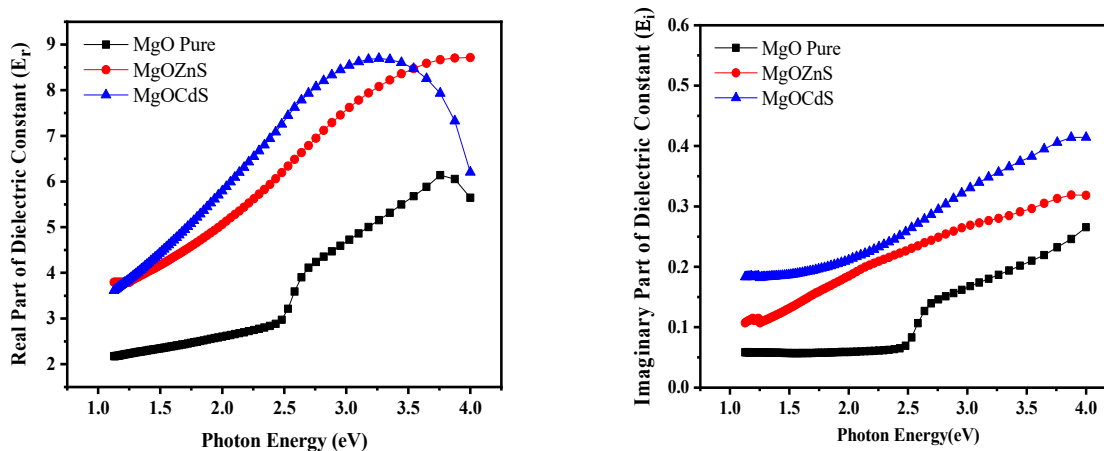 Real Part of Dielectric Constant (Eᵣ)
9
8
7
6
5
4
3
2
MgO Pure
MgOZnS
MgOCdS
1.0 1.5 2.0 2.5 3.0 3.5 4.0
Photon Energy (eV)
Imaginary Part of Dielectric Constant (Eᵢ)
0.6
0.5
0.4
0.3
0.2
0.1
0.0
MgO Pure
MgOZnS
MgOCdS
1.0 1.5 2.0 2.5 3.0 3.5 4.0
Photon Energy(eV)